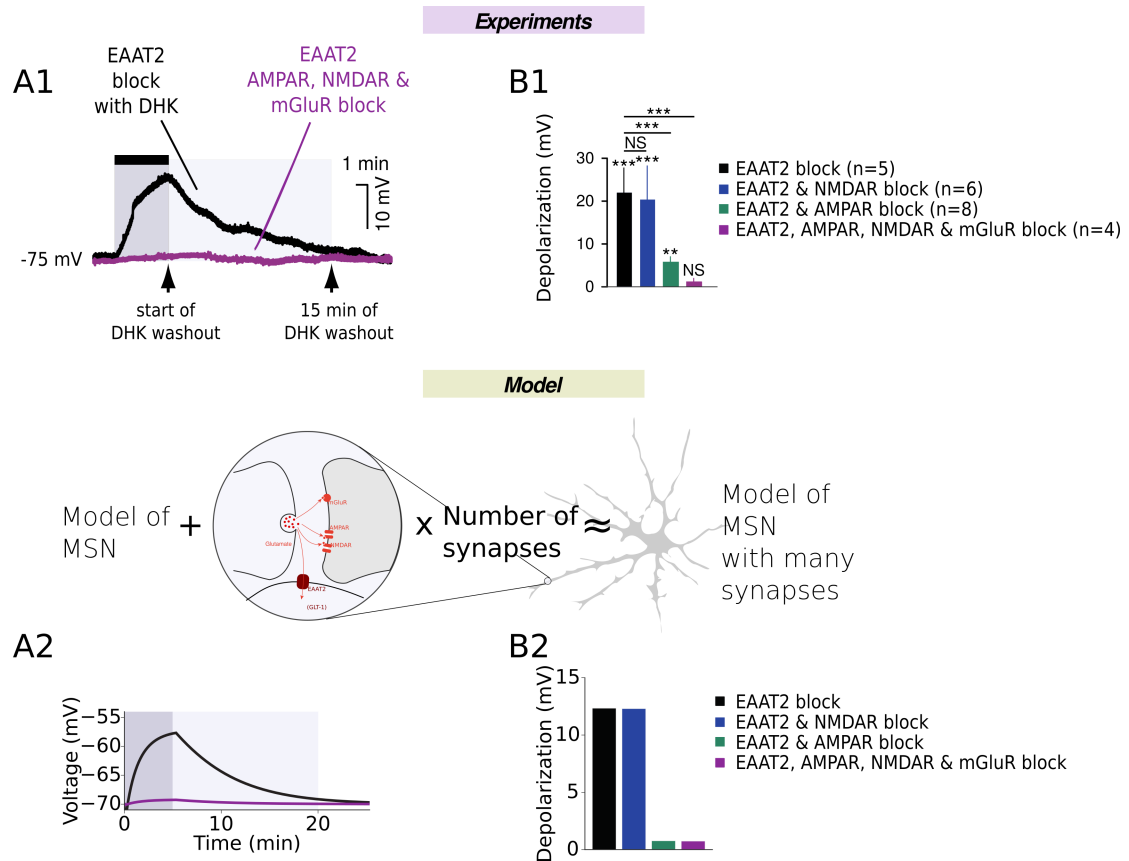 Experiments
A1
EAAT2
block
with DHK
EAAT2
AMPAR, NMDAR &
mGluR block
1 min
10 mV
-75 mV
start of
DHK washout
15 min of
DHK washout
B1
Depolarization (mV)
30
20
10
0
***
***
NS
***
***
**
NS
EAAT2 block (n=5)
EAAT2 & NMDAR block (n=6)
EAAT2 & AMPAR block (n=8)
EAAT2, AMPAR, NMDAR & mGluR block (n=4)
Model
Model of
MSN
+
mGluR
AMPAR
Glutamate
NMDAR
EAAT2
(GLT-1)
x
Number of
synapses
≈
Model of
MSN
with many
synapses
A2
Voltage (mV)
−55
−60
−65
−70
0
10
20
Time (min)
B2
Depolarization (mV)
15
10
5
0
EAAT2 block
EAAT2 & NMDAR block
EAAT2 & AMPAR block
EAAT2, AMPAR, NMDAR & mGluR block